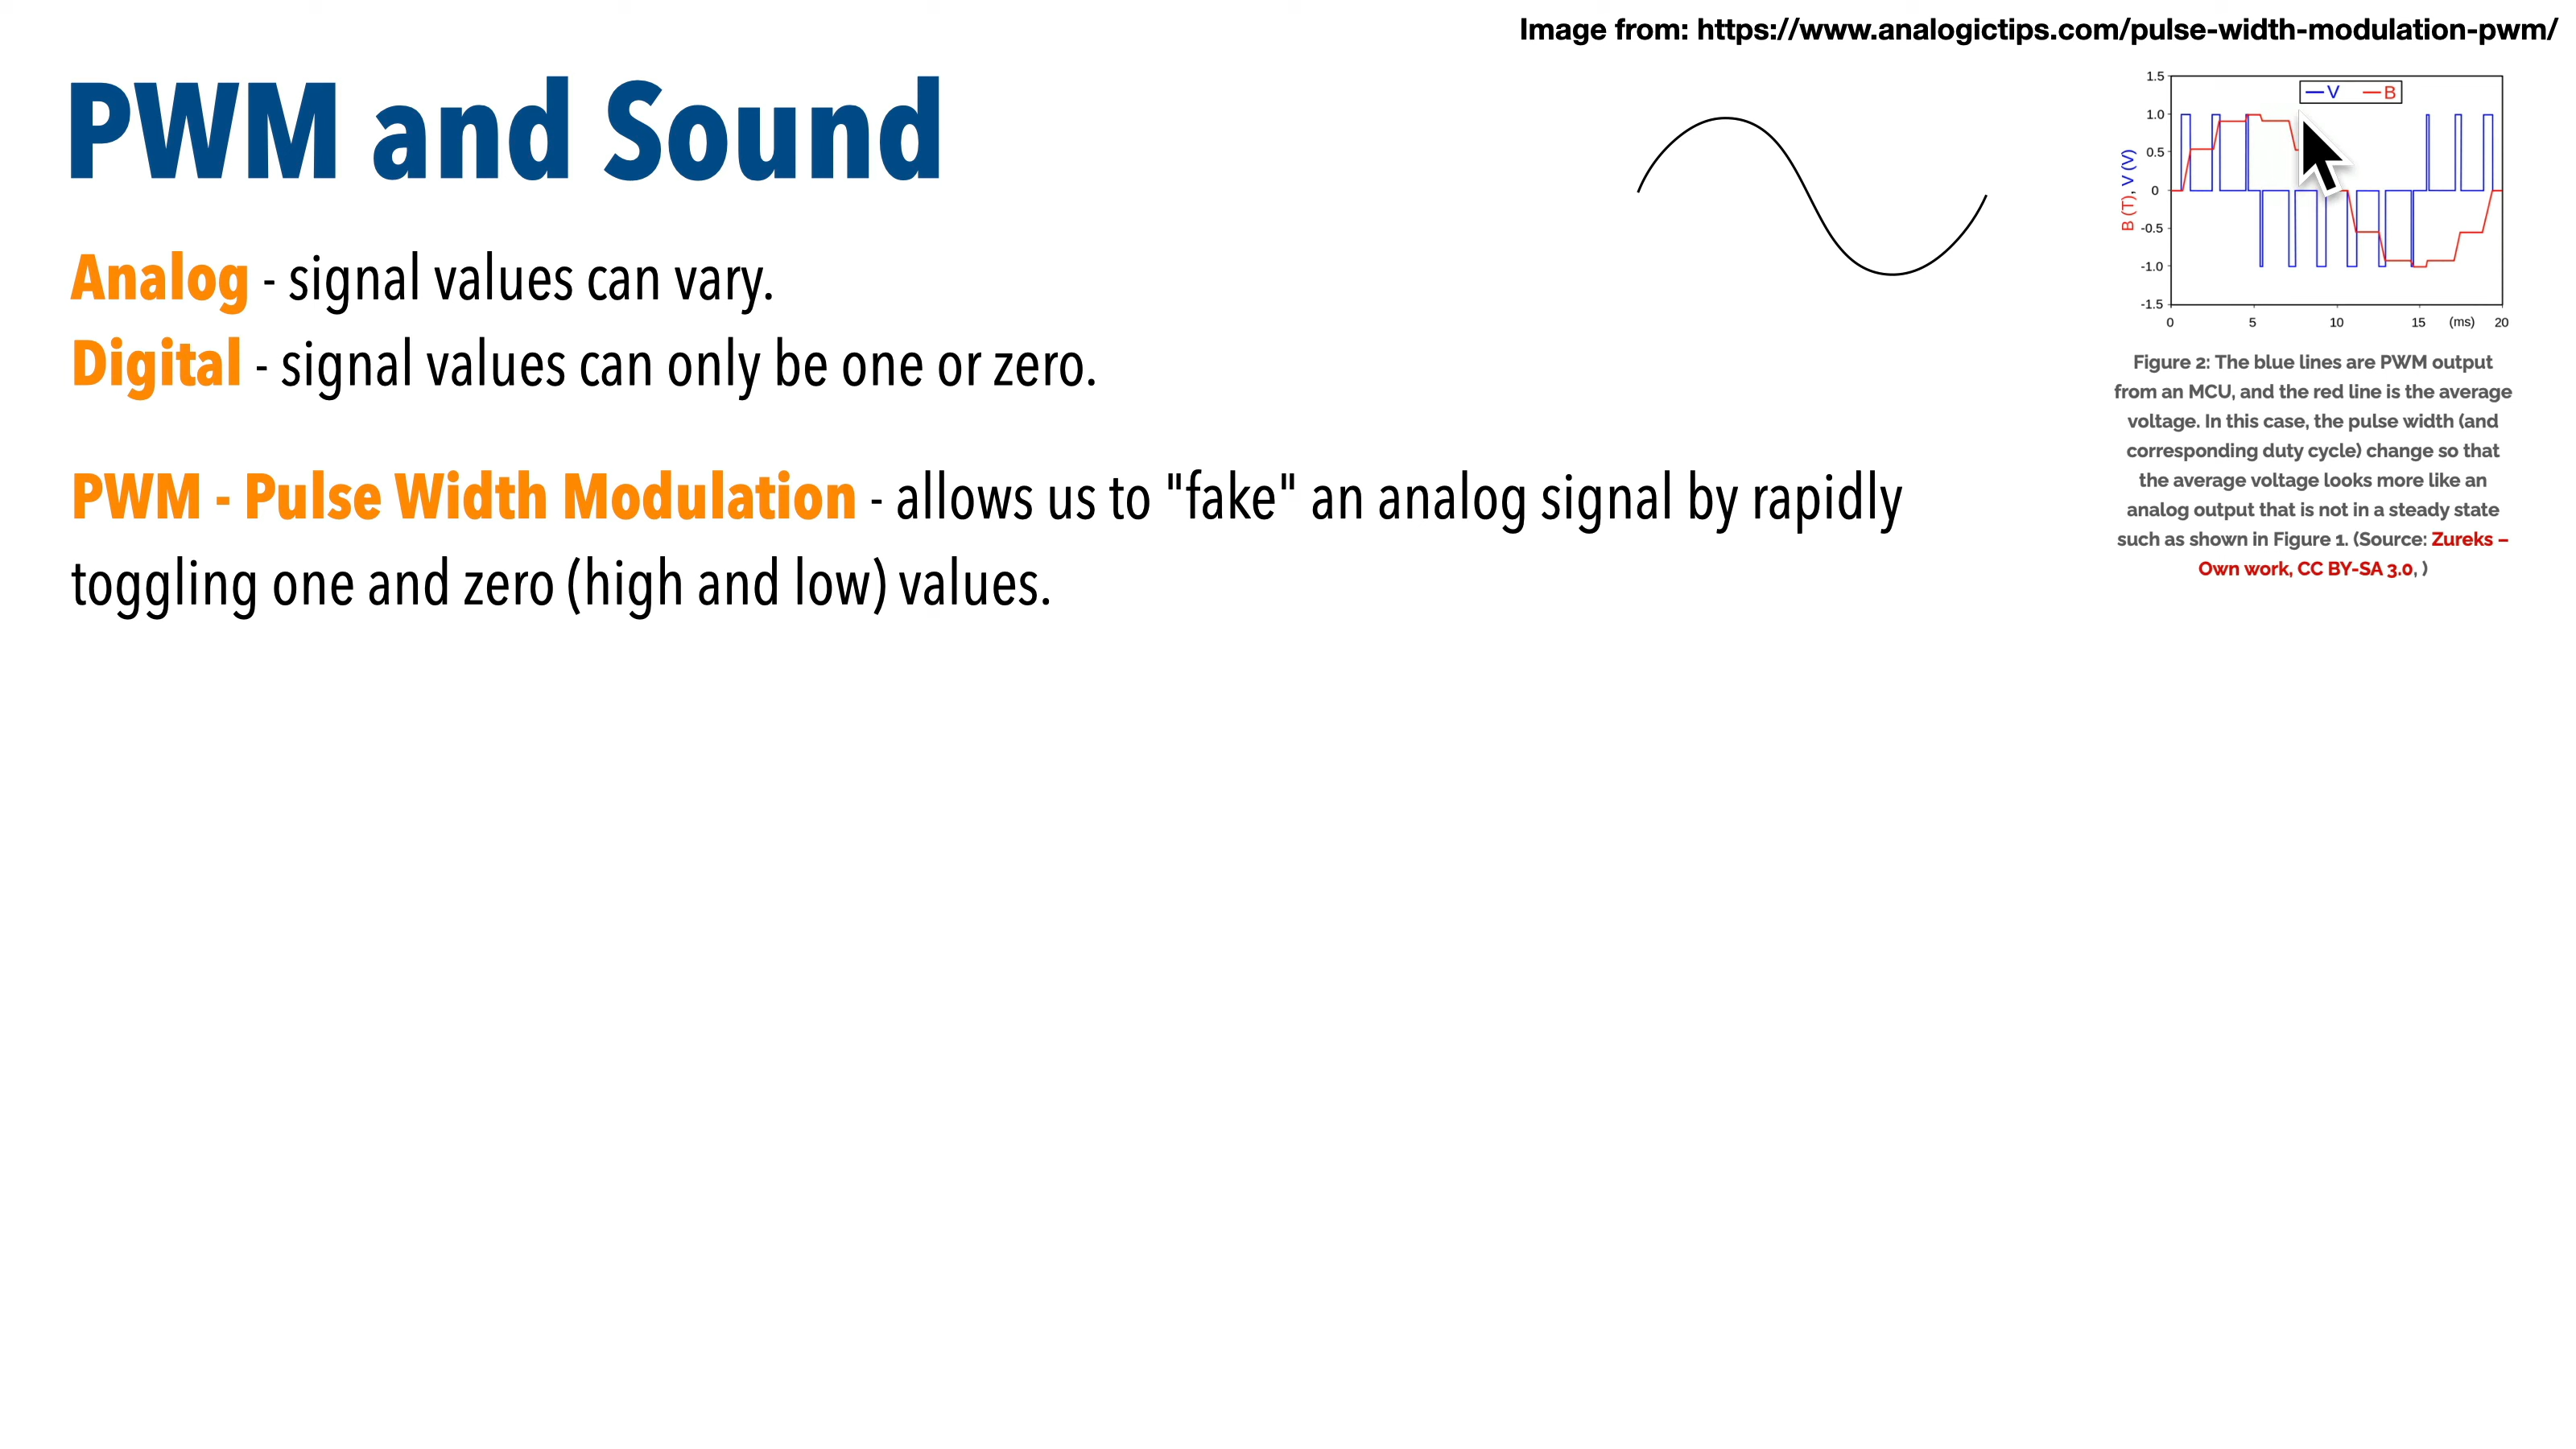 Image from: https://www.analogictips.com/pulse-width-modulation-pwm/
PWM and Sound
Analog - signal values can vary.
Digital - signal values can only be one or zero.
PWM - Pulse Width Modulation - allows us to "fake" an analog signal by rapidly
toggling one and zero (high and low) values.
V B
B (T), V (V)
1.5
1.0
0.5
0
-0.5
-1.0
-1.5
0 5 10 15 (ms) 20
Figure 2: The blue lines are PWM output
from an MCU, and the red line is the average
voltage. In this case, the pulse width (and
corresponding duty cycle) change so that
the average voltage looks more like an
analog output that is not in a steady state
such as shown in Figure 1. (Source: Zureks –
Own work, CC BY-SA 3.0, )